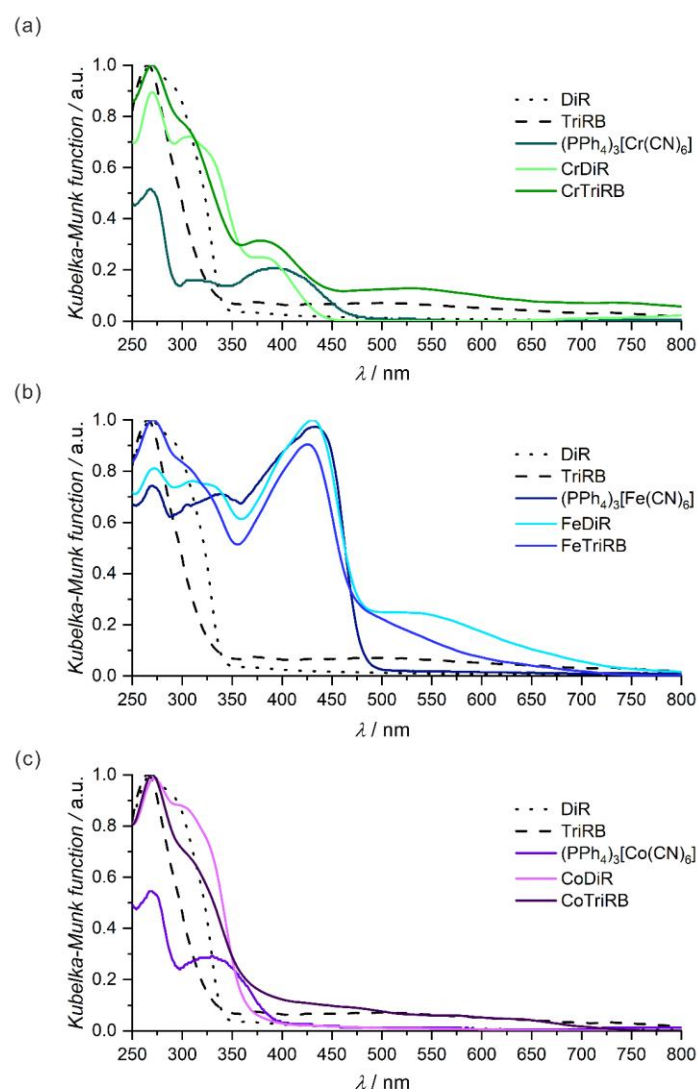 (a)
Kubelka-Munk function / a.u.
1.0
0.8
0.6
0.4
0.2
0.0
DiR
TriRB
(PPh4)3[Cr(CN)6]
CrDiR
CrTriRB
250 300 350 400 450 500 550 600 650 700 750 800
λ / nm
(b)
Kubelka-Munk function / a.u.
1.0
0.8
0.6
0.4
0.2
0.0
DiR
TriRB
(PPh4)3[Fe(CN)6]
FeDiR
FeTriRB
250 300 350 400 450 500 550 600 650 700 750 800
λ / nm
(c)
Kubelka-Munk function / a.u.
1.0
0.8
0.6
0.4
0.2
0.0
DiR
TriRB
(PPh4)3[Co(CN)6]
CoDiR
CoTriRB
250 300 350 400 450 500 550 600 650 700 750 800
λ / nm